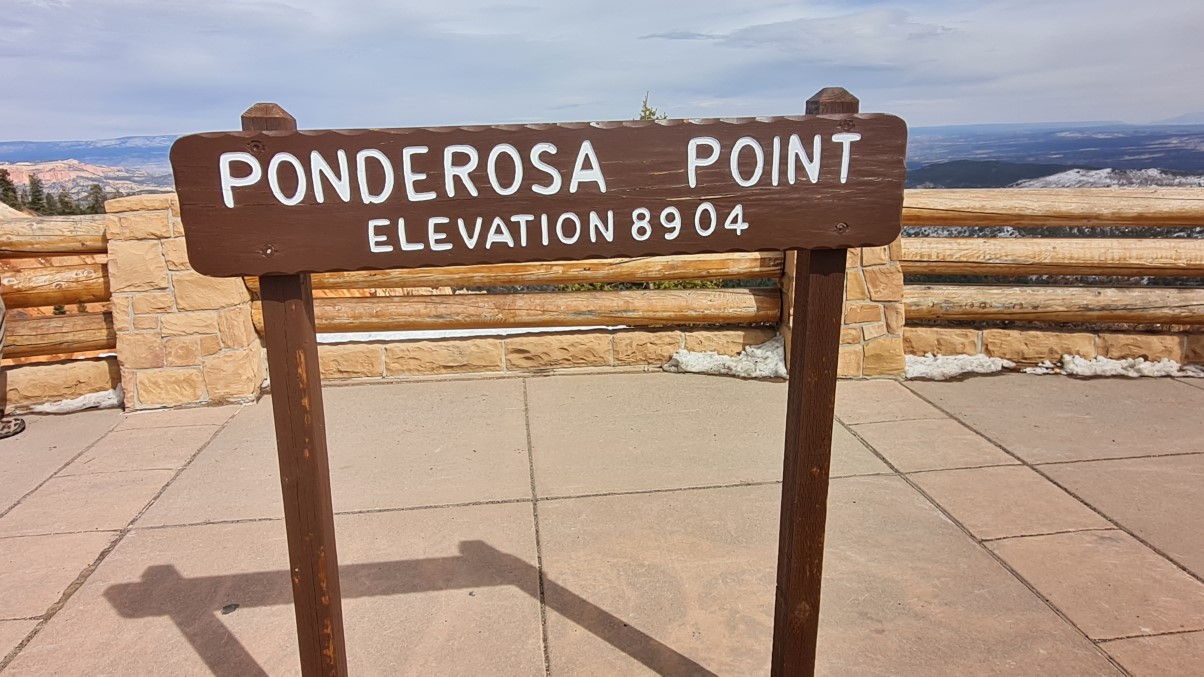 PONDEROSA POINT
ELEVATION 8904